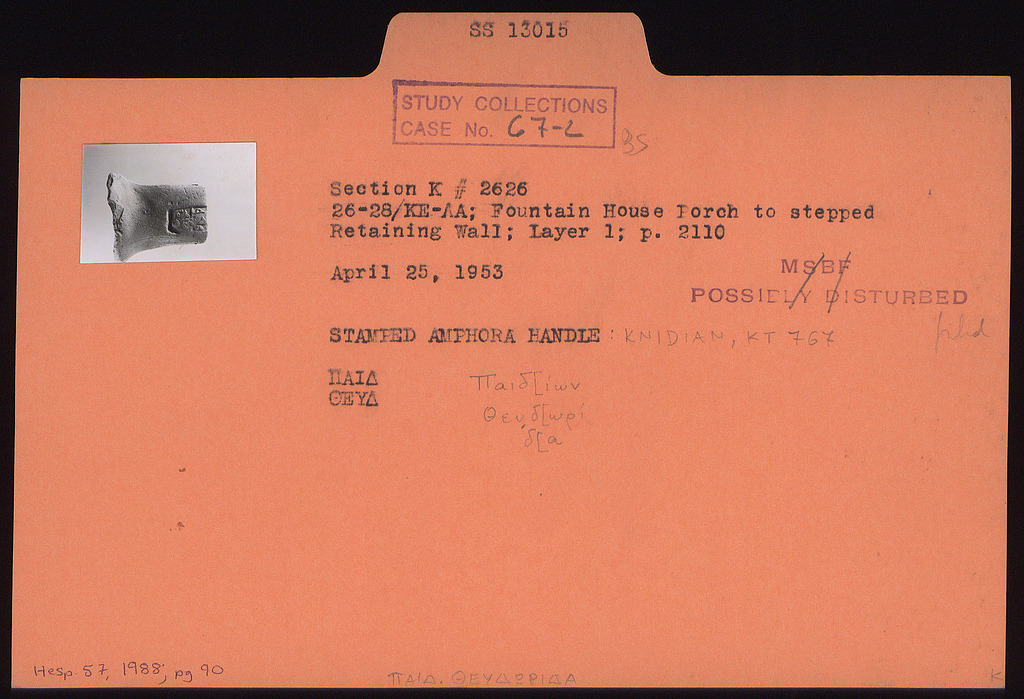 SS 13015
STUDY COLLECTIONS
CASE No. 67-2
BS
Section K # 2626
26-28/KE-ΛA; Fountain House Porch to stepped
Retaining Wall; Layer 1; p. 2110
April 25, 1953
MSBF
POSSIBLY DISTURBED
filed
STAMPED AMPHORA HANDLE : KNIDIAN, KT 767
ΠΑΙΔ
ΘΕΥΔ
Παιδ[ίων
Θευδ[ωρί
δ[α
Hesp. 57, 1988, pg 90
ΠΑΙΔ. ΘΕΥΔΩΡΙΔΑ
K